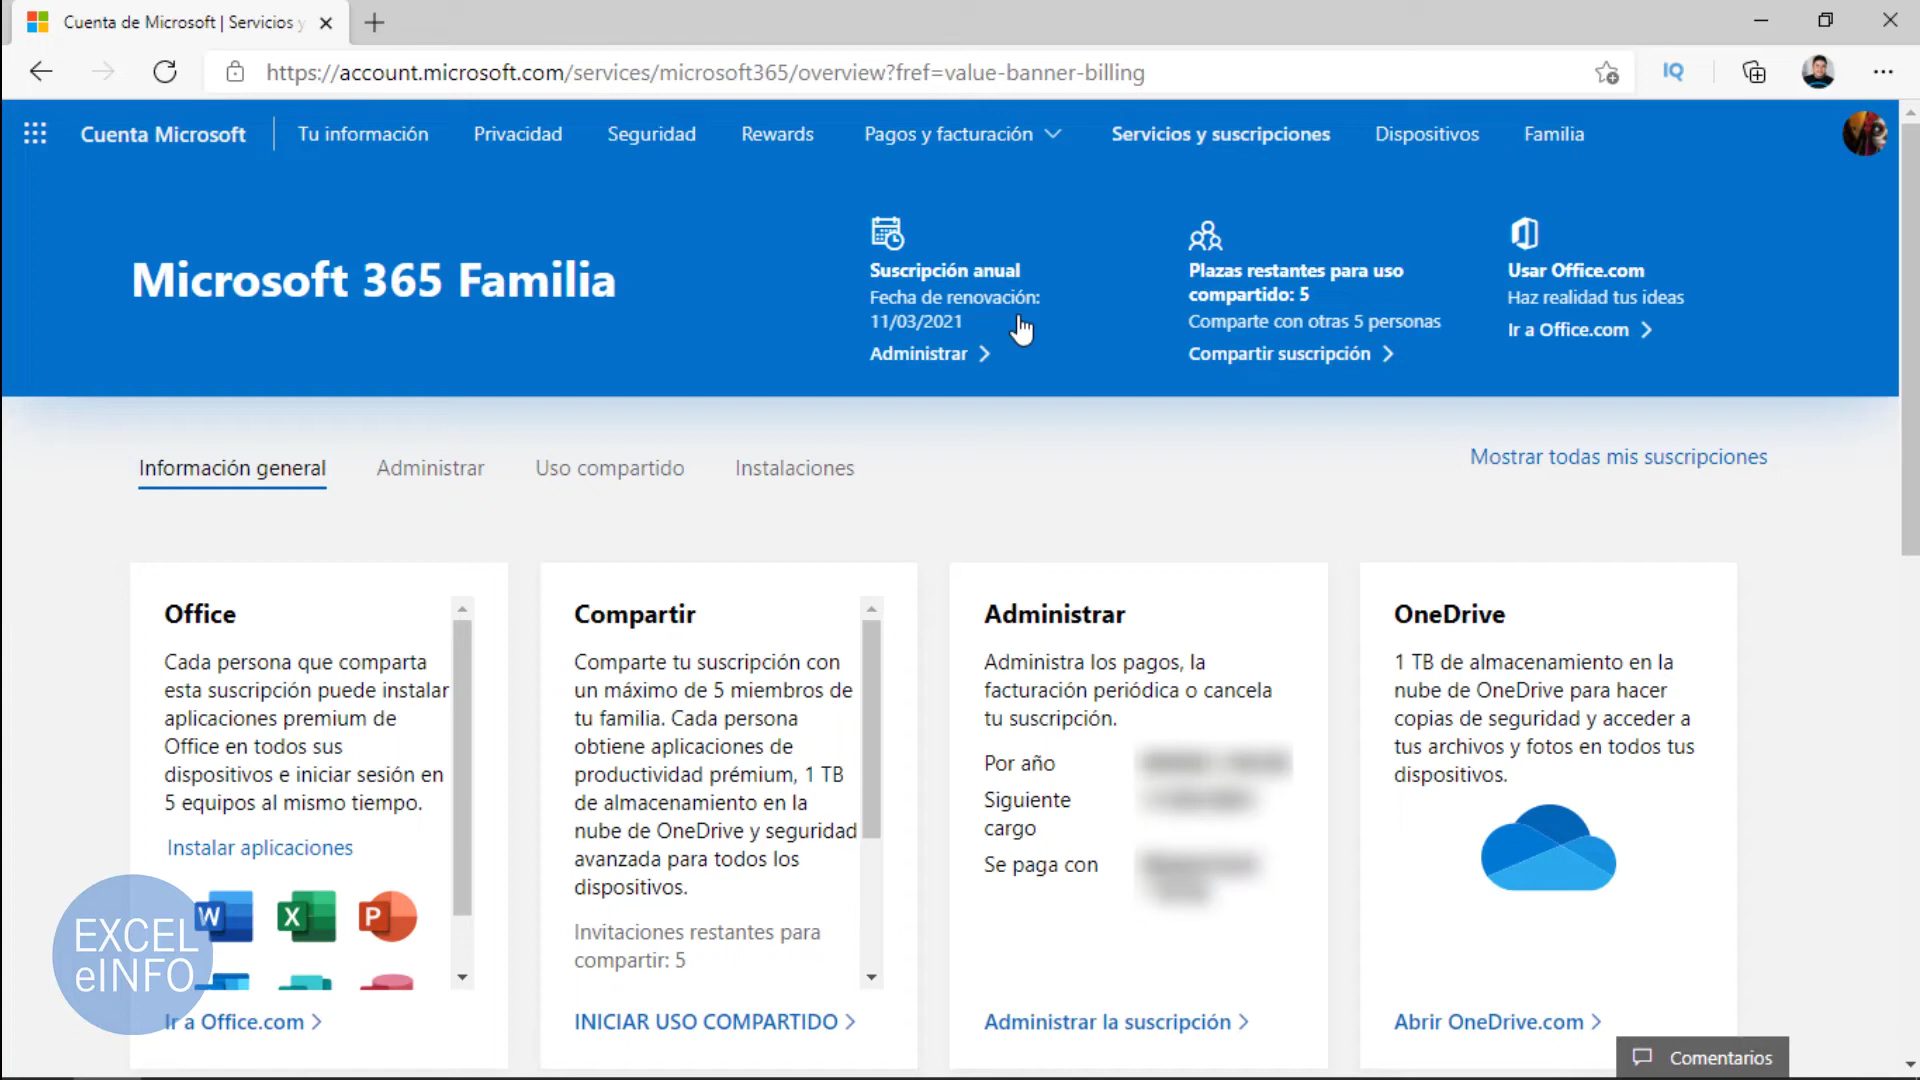 Cuenta de Microsoft | Servicios y
https://account.microsoft.com/services/microsoft365/overview?fref=value-banner-billing
IQ
Cuenta Microsoft
Tu información
Privacidad
Seguridad
Rewards
Pagos y facturación
Servicios y suscripciones
Dispositivos
Familia
Microsoft 365 Familia
Suscripción anual
Fecha de renovación:
11/03/2021
Administrar
Plazas restantes para uso
compartido: 5
Comparte con otras 5 personas
Compartir suscripción
Usar Office.com
Haz realidad tus ideas
Ir a Office.com
Información general
Administrar
Uso compartido
Instalaciones
Mostrar todas mis suscripciones
Office
Cada persona que comparta
esta suscripción puede instalar
aplicaciones premium de
Office en todos sus
dispositivos e iniciar sesión en
5 equipos al mismo tiempo.
Instalar aplicaciones
W
X
P
EXCEL
eINFO
Ir a Office.com
Compartir
Comparte tu suscripción con
un máximo de 5 miembros de
tu familia. Cada persona
obtiene aplicaciones de
productividad prémium, 1 TB
de almacenamiento en la
nube de OneDrive y seguridad
avanzada para todos los
dispositivos.
Invitaciones restantes para
compartir: 5
INICIAR USO COMPARTIDO
Administrar
Administra los pagos, la
facturación periódica o cancela
tu suscripción.
Por año
Siguiente
cargo
Se paga con
Administrar la suscripción
OneDrive
1 TB de almacenamiento en la
nube de OneDrive para hacer
copias de seguridad y acceder a
tus archivos y fotos en todos tus
dispositivos.
Abrir OneDrive.com
Comentarios